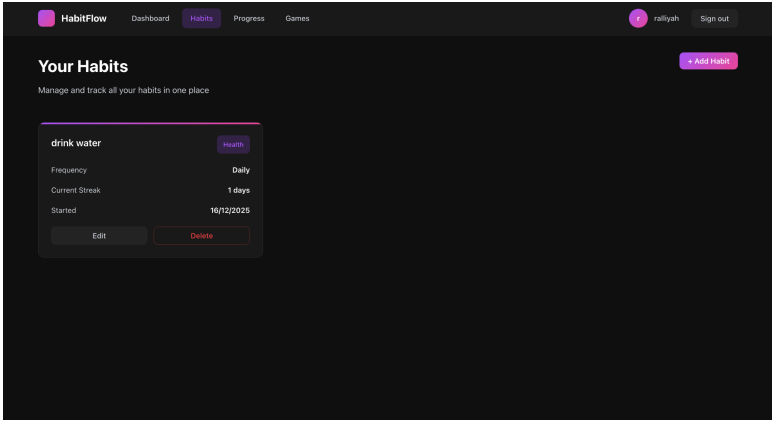 HabitFlow Dashboard Habits Progress Games r ralliyah Sign out
Your Habits
+ Add Habit
Manage and track all your habits in one place
drink water Health
Frequency Daily
Current Streak 1 days
Started 16/12/2025
Edit Delete